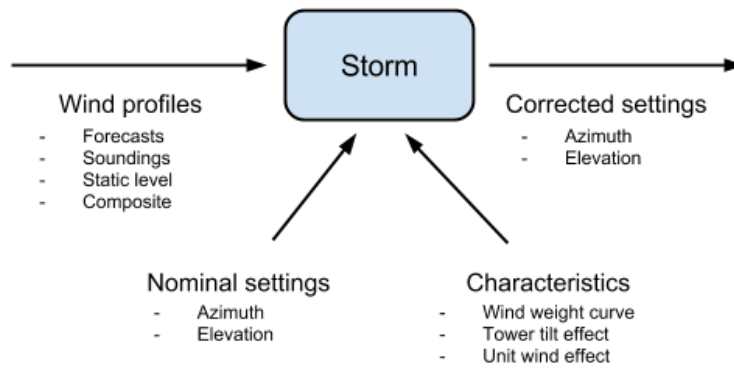 Storm
Wind profiles
- Forecasts
- Soundings
- Static level
- Composite
Corrected settings
- Azimuth
- Elevation
Nominal settings
- Azimuth
- Elevation
Characteristics
- Wind weight curve
- Tower tilt effect
- Unit wind effect